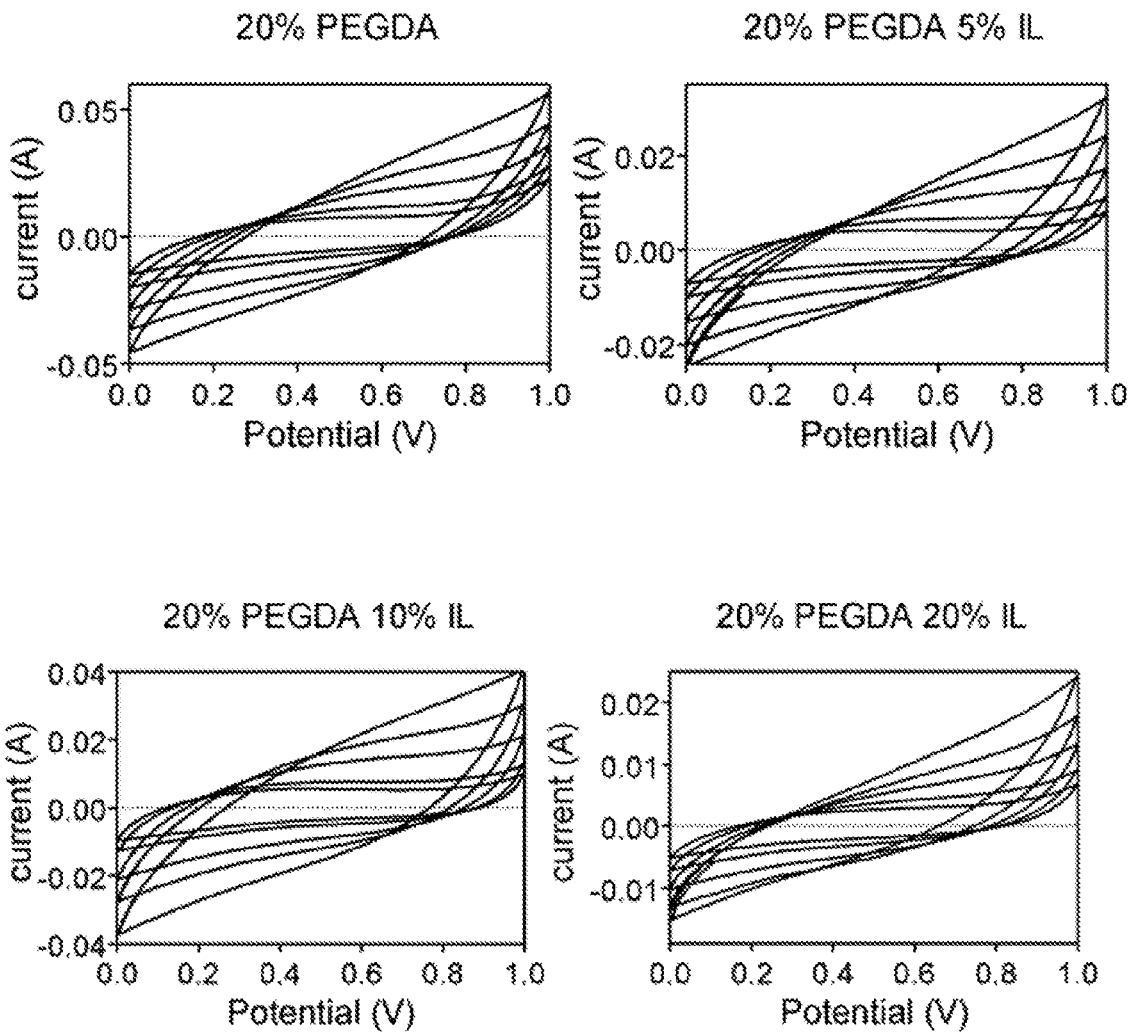 20% PEGDA
current (A)
0.05
0.00
-0.05
0.0 0.2 0.4 0.6 0.8 1.0
Potential (V)
20% PEGDA 5% IL
current (A)
0.02
0.00
-0.02
0.0 0.2 0.4 0.6 0.8 1.0
Potential (V)
20% PEGDA 10% IL
current (A)
0.04
0.02
0.00
-0.02
-0.04
0.0 0.2 0.4 0.6 0.8 1.0
Potential (V)
20% PEGDA 20% IL
current (A)
0.02
0.01
0.00
-0.01
0.0 0.2 0.4 0.6 0.8 1.0
Potential (V)